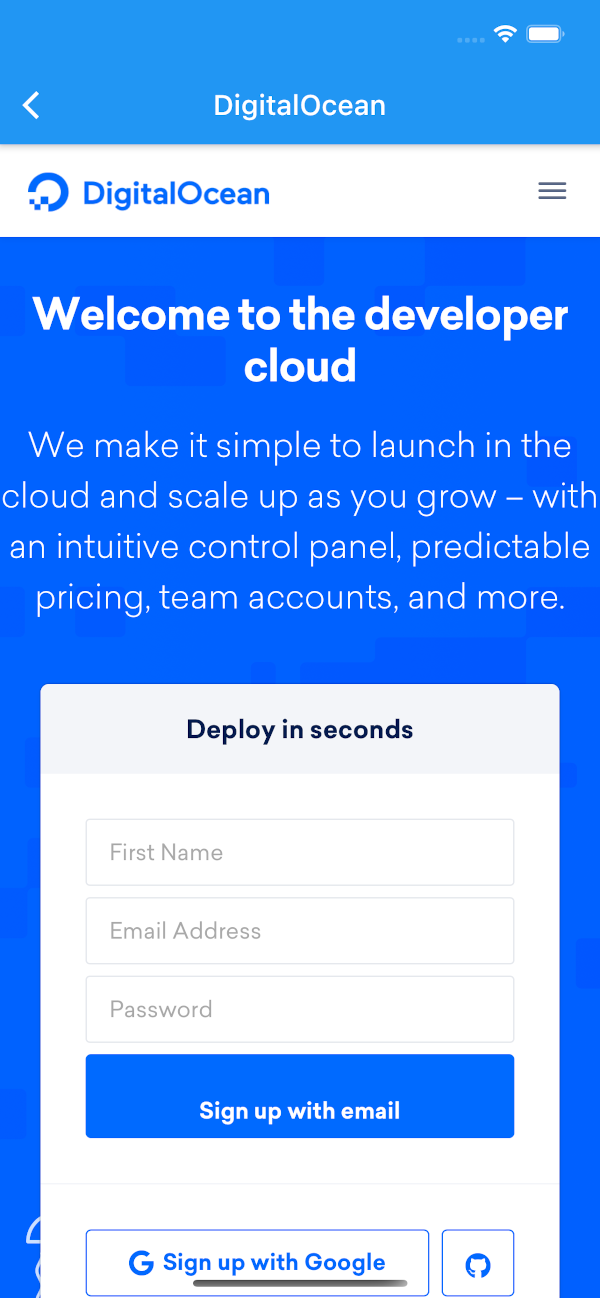 DigitalOcean
DigitalOcean
Welcome to the developer
cloud
We make it simple to launch in the
cloud and scale up as you grow – with
an intuitive control panel, predictable
pricing, team accounts, and more.
Deploy in seconds
First Name
Email Address
Password
Sign up with email
Sign up with Google